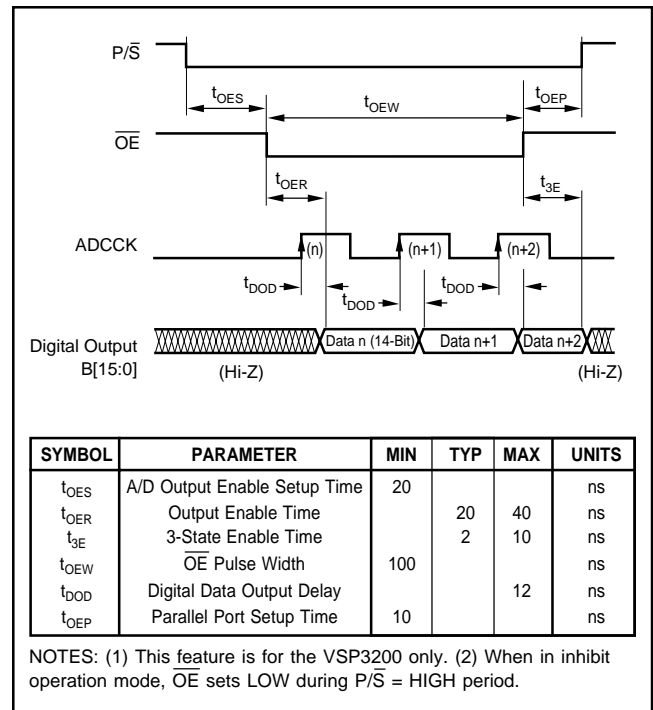 P/S̅
tOES
tOEW
tOEP
O̅E̅
tOER
t3E
ADCCK
(n)
(n+1)
(n+2)
tDOD
tDOD
tDOD
Digital Output
B[15:0]
Data n (14-Bit)
Data n+1
Data n+2
(Hi-Z)
(Hi-Z)
SYMBOL PARAMETER MIN TYP MAX UNITS
tOES A/D Output Enable Setup Time 20 ns
tOER Output Enable Time 20 40 ns
t3E 3-State Enable Time 2 10 ns
tOEW O̅E̅ Pulse Width 100 ns
tDOD Digital Data Output Delay 12 ns
tOEP Parallel Port Setup Time 10 ns
NOTES: (1) This feature is for the VSP3200 only. (2) When in inhibit
operation mode, O̅E̅ sets LOW during P/S̅ = HIGH period.